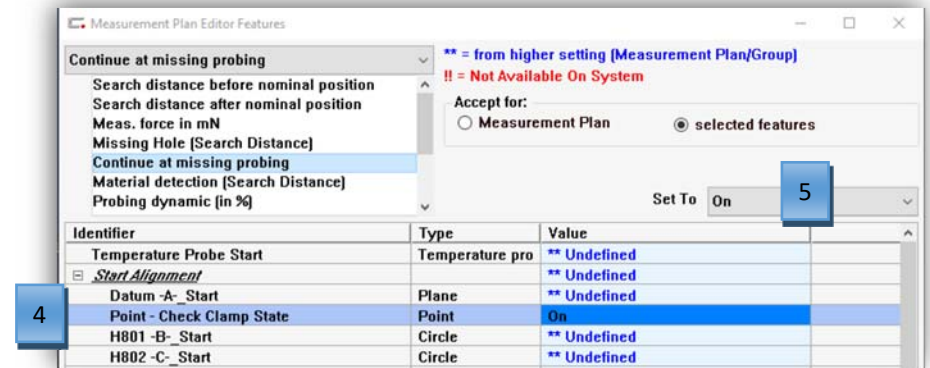 Measurement Plan Editor Features
Continue at missing probing
** = from higher setting (Measurement Plan/Group)
!! = Not Available On System
Search distance before nominal position
Search distance after nominal position
Meas. force in mN
Missing Hole (Search Distance)
Continue at missing probing
Material detection (Search Distance)
Probing dynamic (in %)
Accept for:
Measurement Plan
selected features
Set To On
5
Identifier Type Value
Temperature Probe Start Temperature pro ** Undefined
Start Alignment ** Undefined
Datum -A-_Start Plane ** Undefined
4
Point - Check Clamp State Point On
H801 -B-_Start Circle ** Undefined
H802 -C-_Start Circle ** Undefined